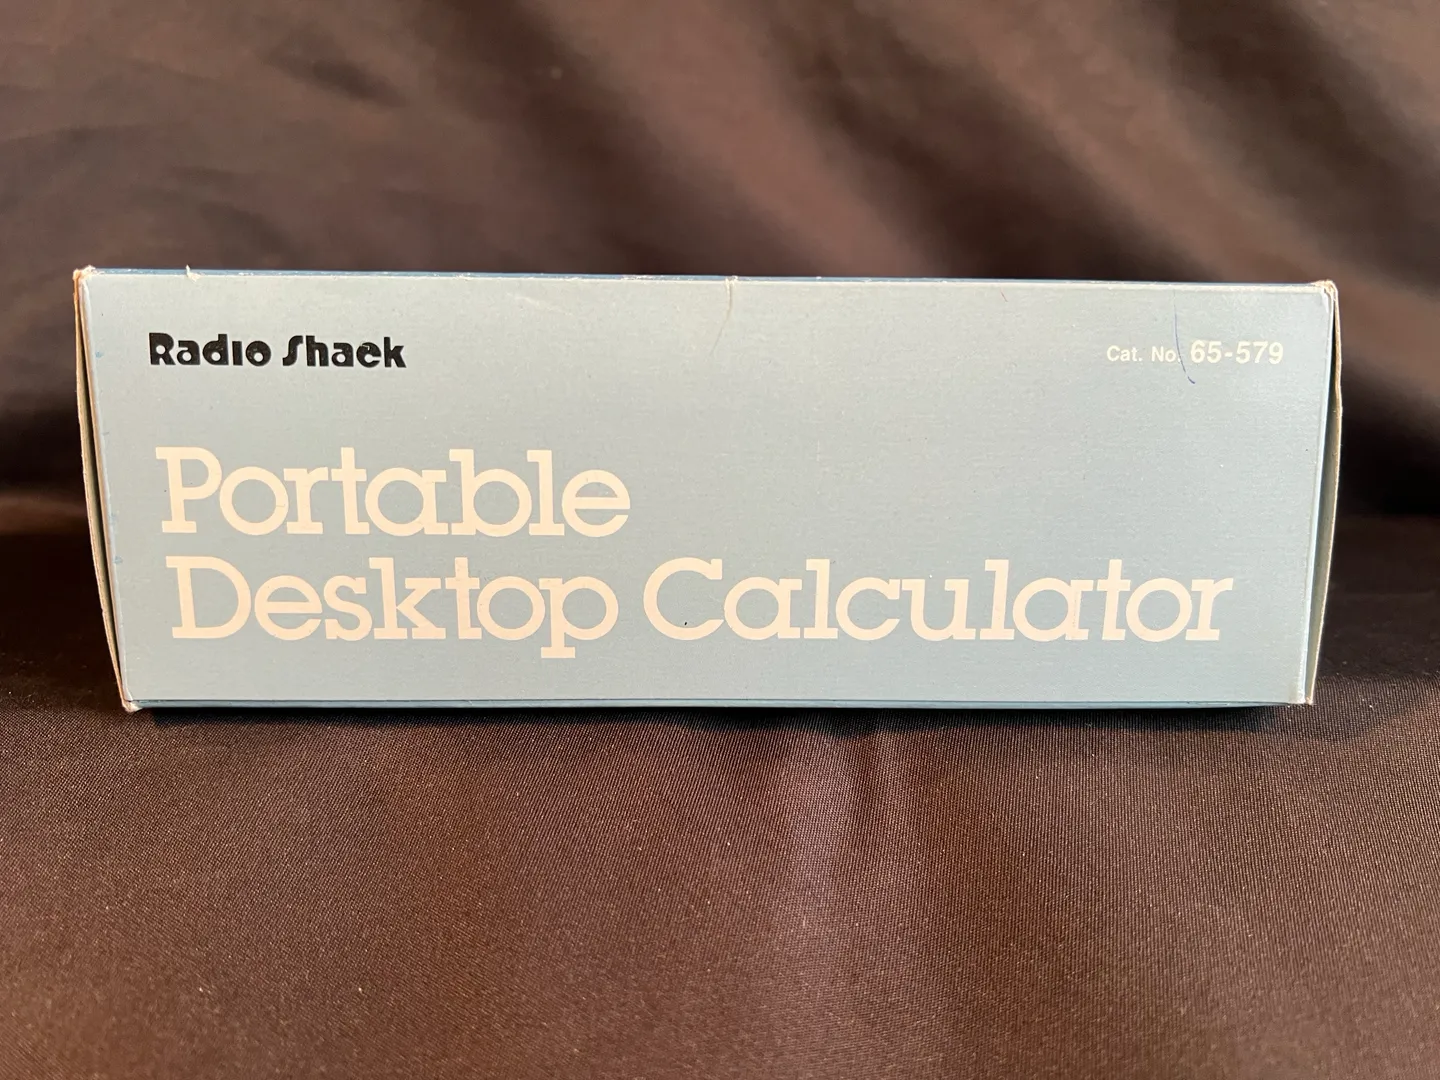 Radio Shack
Cat. No. 65-579
Portable
Desktop Calculator